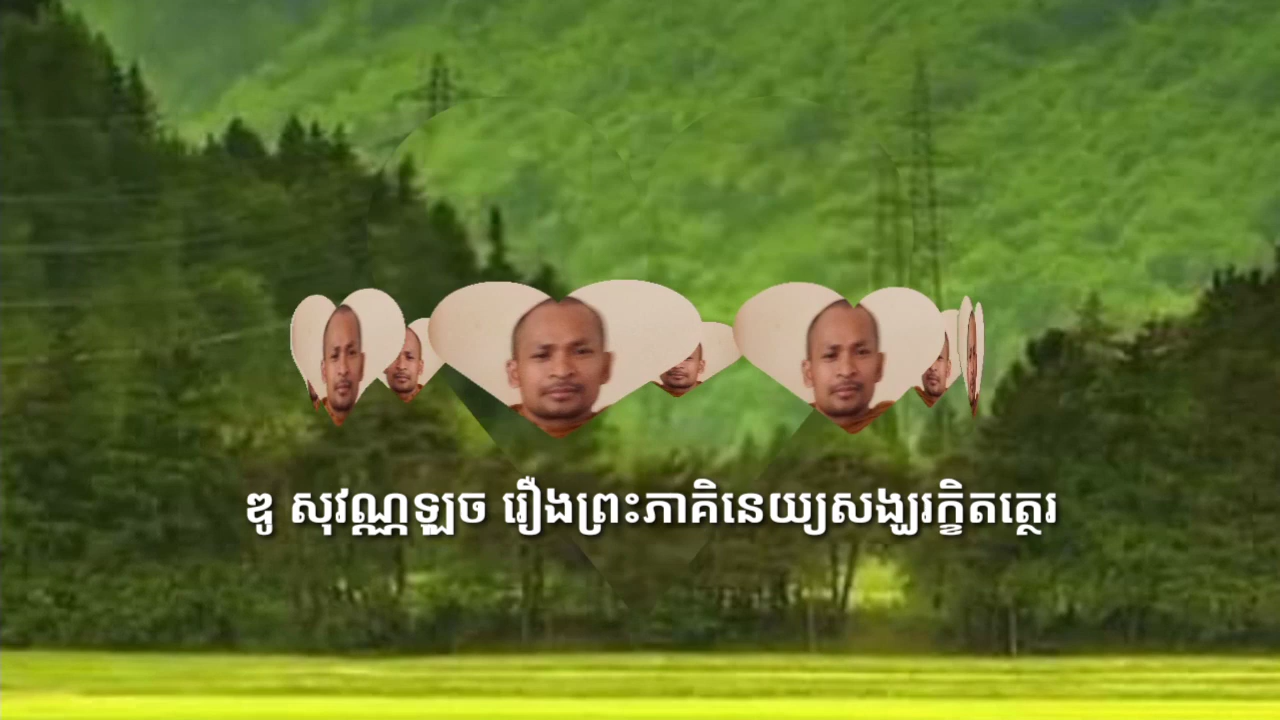 ឌូ សុវណ្ណឡូច រឿងព្រះភាគិនេយ្យសង្ឃរក្ខិតត្ថេរ